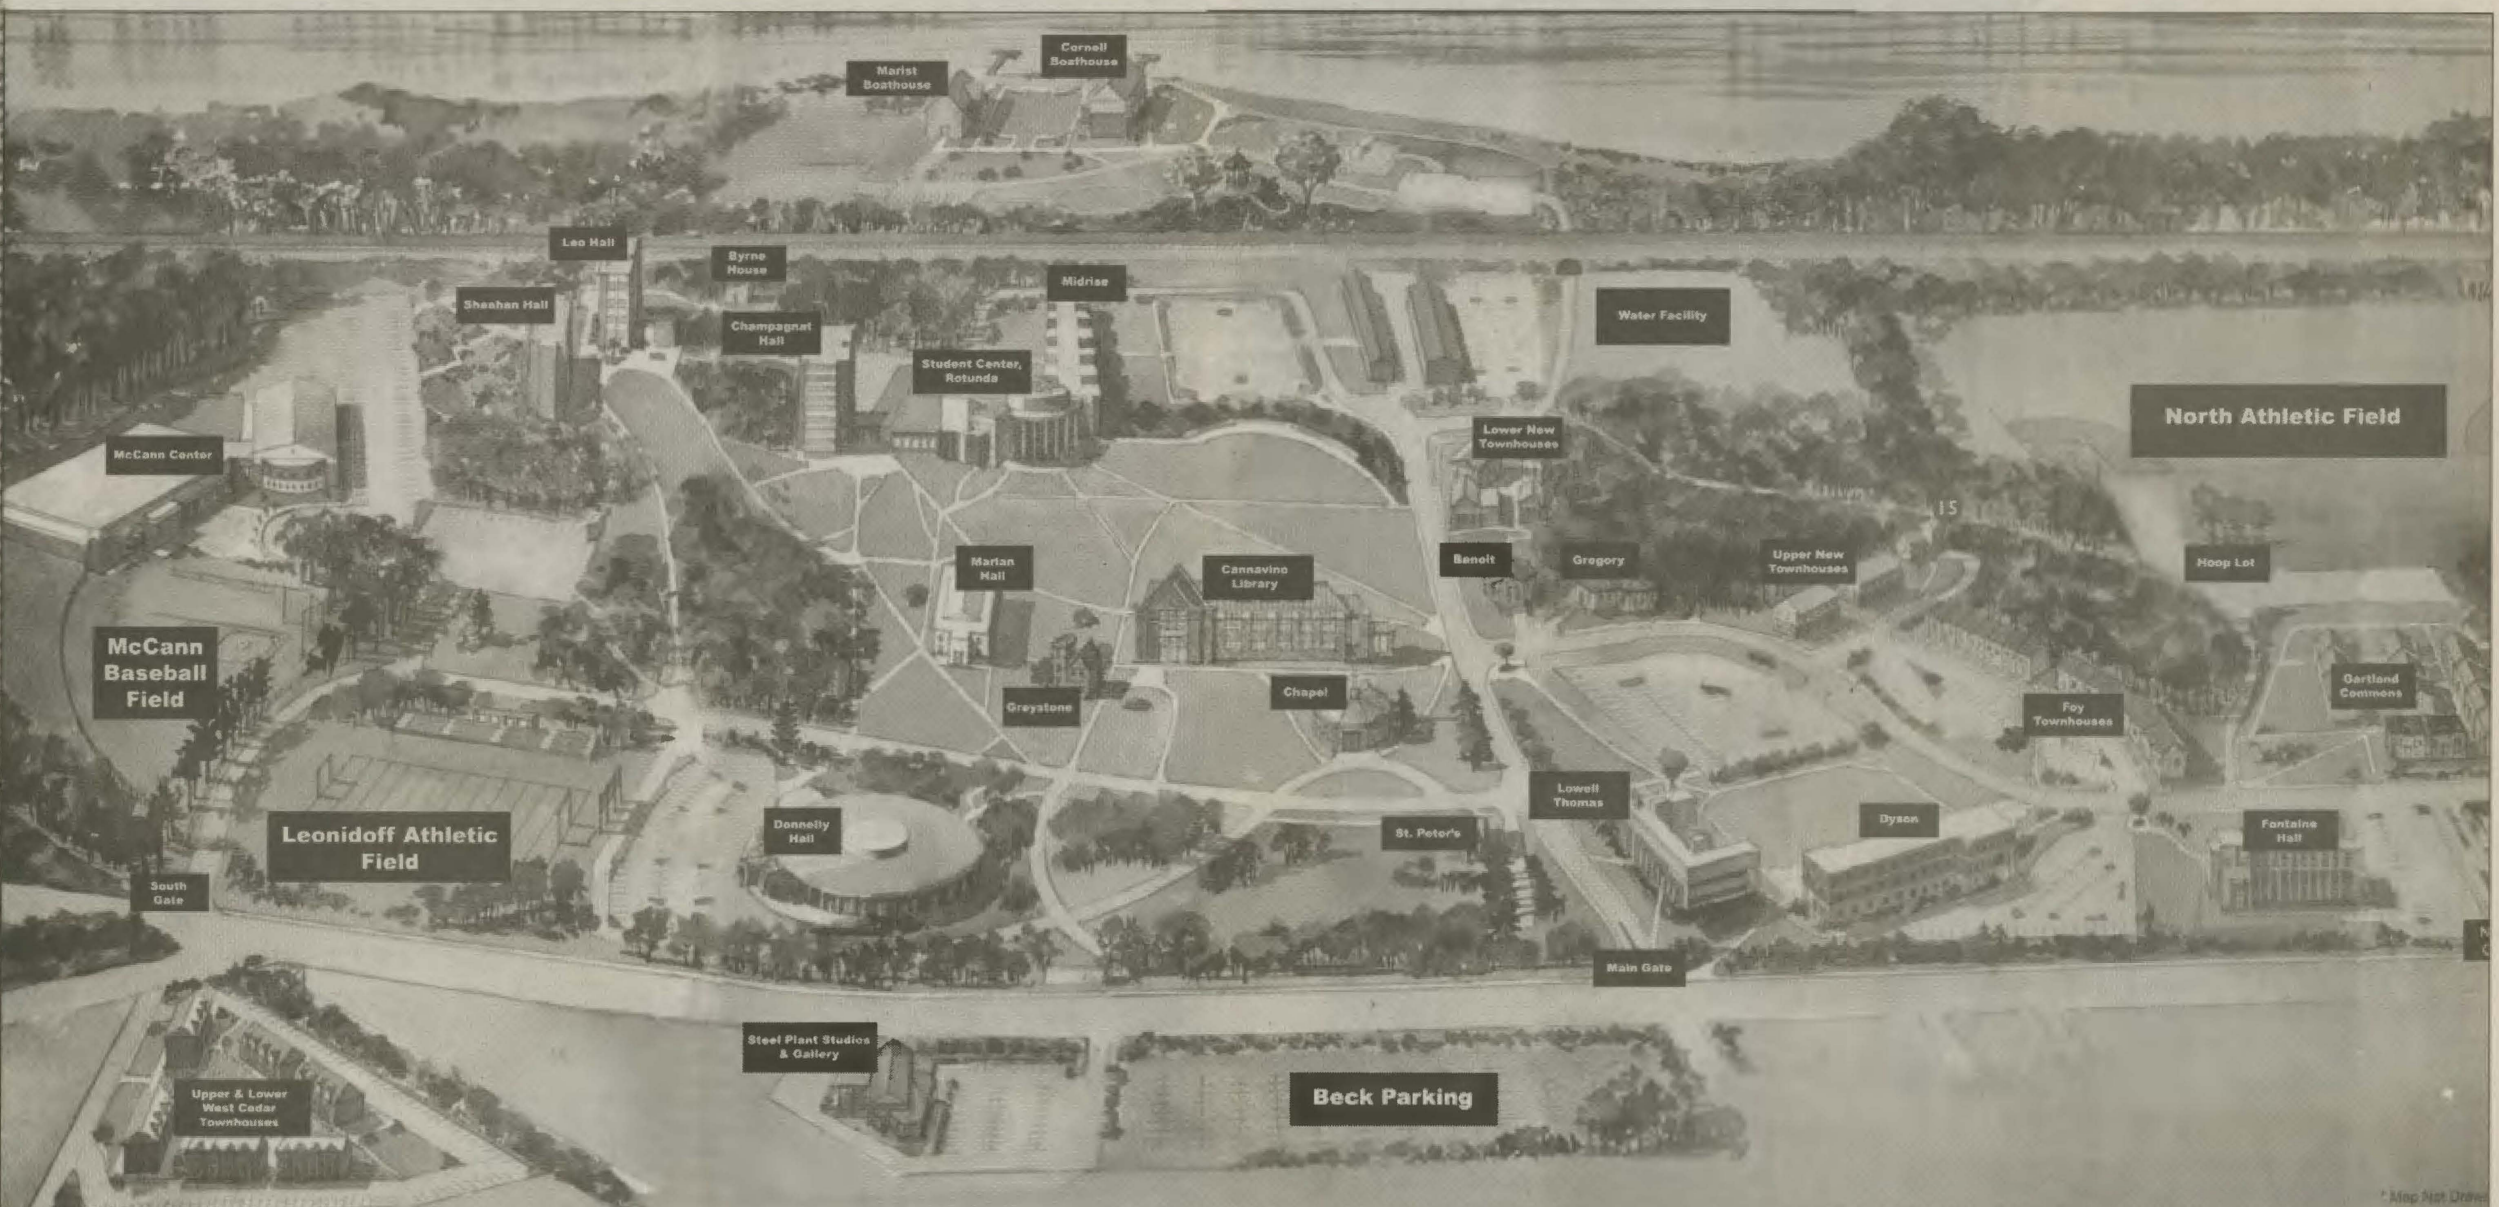 Cornell
Boathouse
Marist
Boathouse
Leo Hall
Byrne
House
Midrise
Sheahan Hall
Champagnat
Hall
Water Facility
Student Center,
Rotunda
North Athletic Field
Lower New
Townhouses
McCann Center
15
Marian
Hall
Cannavino
Library
Benoit
Gregory
Upper New
Townhouses
Hoop Lot
McCann
Baseball
Field
Greystone
Chapel
Foy
Townhouses
Gartland
Commons
Leonidoff Athletic
Field
Donnelly
Hall
St. Peter's
Lowell
Thomas
Dyson
Fontaine
Hall
South
Gate
Main Gate
Steel Plant Studios
& Gallery
Upper & Lower
West Cedar
Townhouses
Beck Parking
* Map Not Drawn